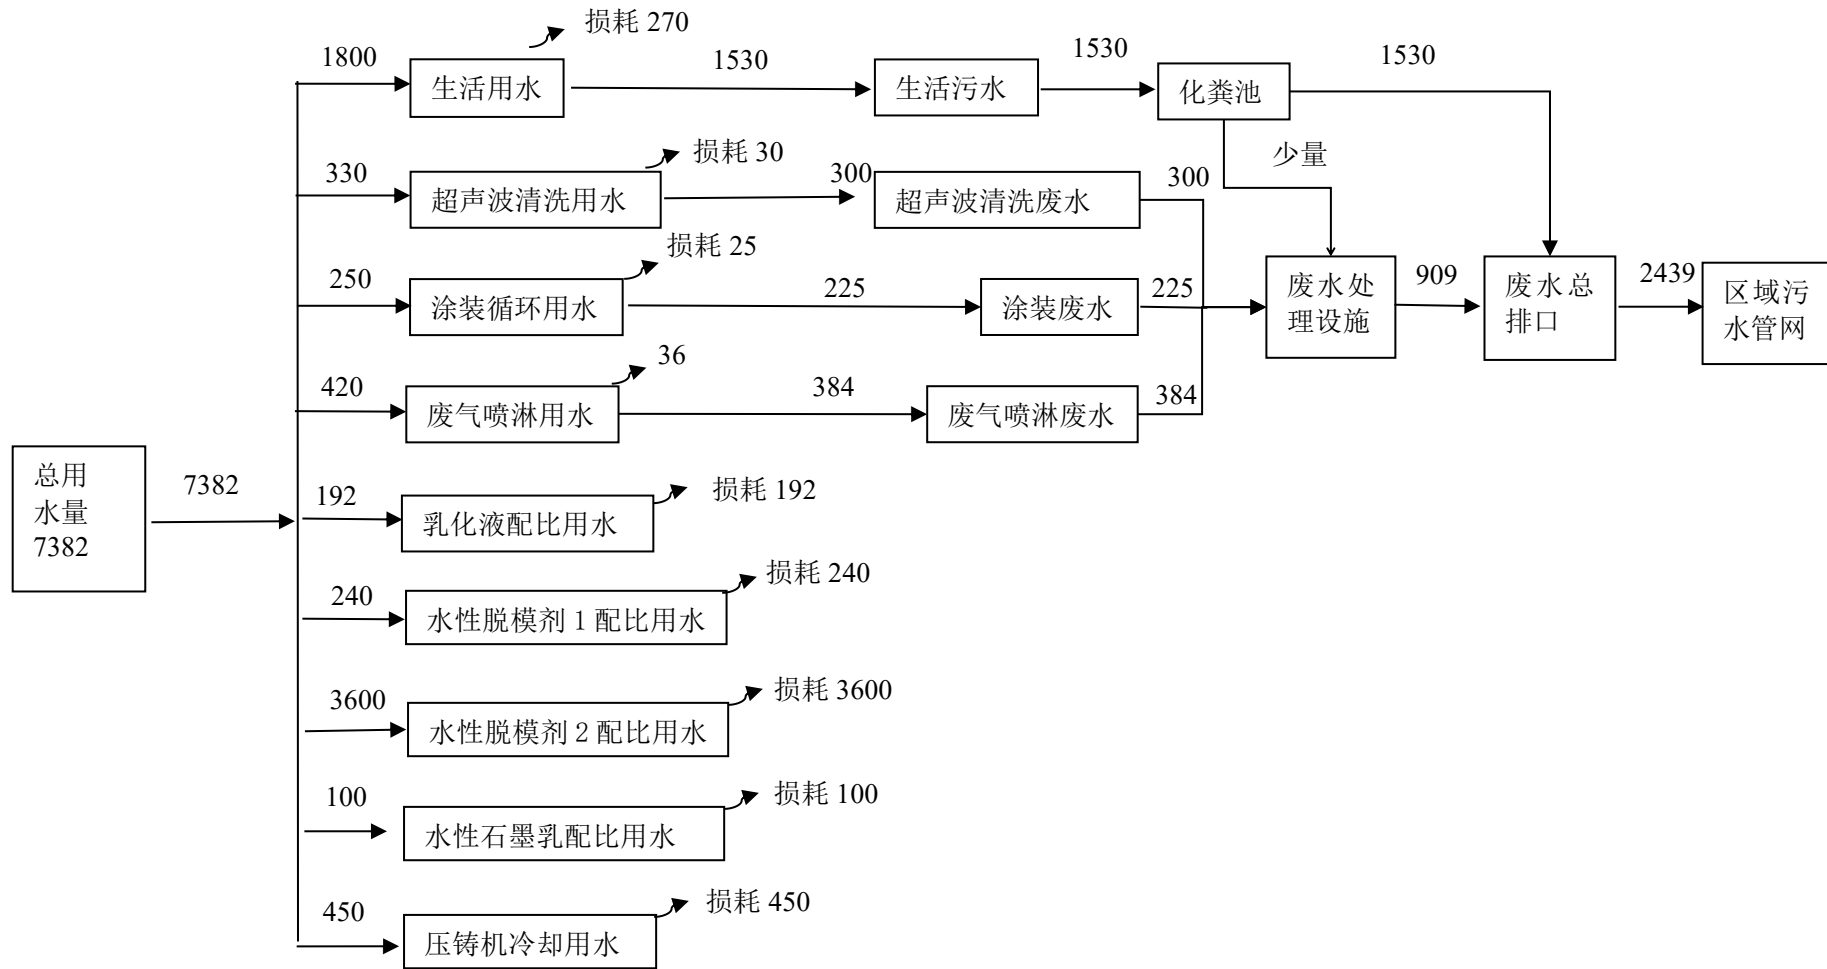 损耗 270
1800
生活用水
1530
生活污水
1530
化粪池
1530
少量
损耗 30
330
超声波清洗用水
300
超声波清洗废水
300
损耗 25
250
涂装循环用水
225
涂装废水
225
废水处
理设施
909
废水总
排口
2439
区域污
水管网
36
420
废气喷淋用水
384
废气喷淋废水
384
总用
水量
7382
7382
损耗 192
192
乳化液配比用水
损耗 240
240
水性脱模剂 1 配比用水
损耗 3600
3600
水性脱模剂 2 配比用水
损耗 100
100
水性石墨乳配比用水
损耗 450
450
压铸机冷却用水